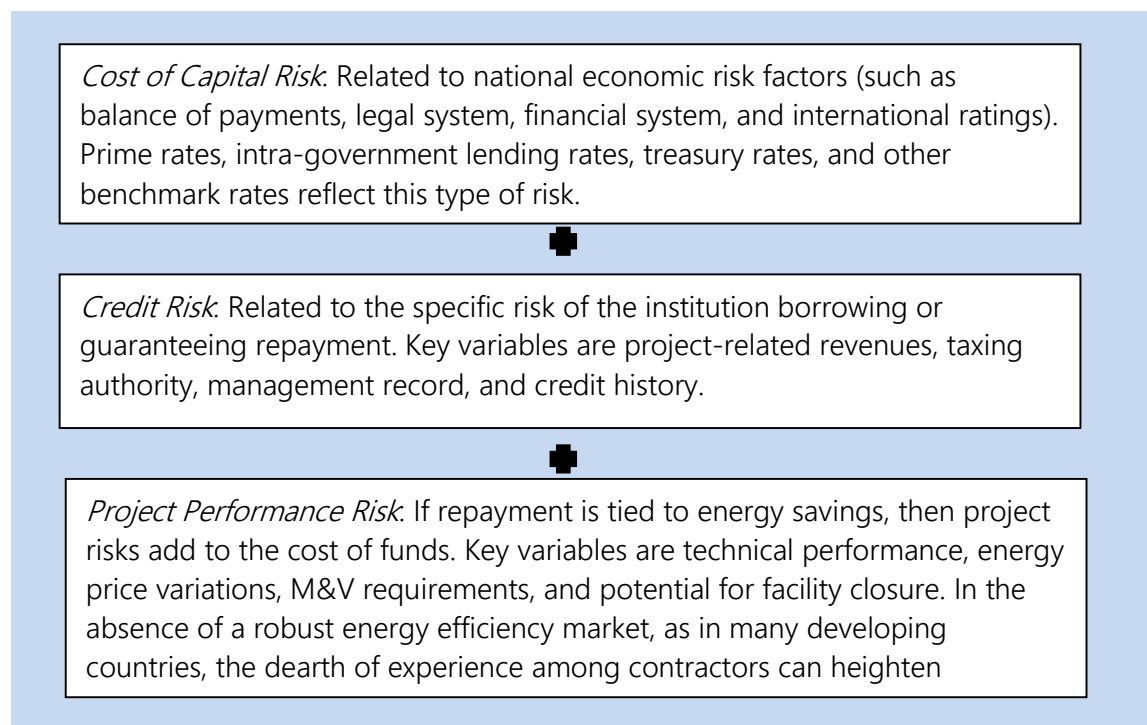 Cost of Capital Risk. Related to national economic risk factors (such as
balance of payments, legal system, financial system, and international ratings).
Prime rates, intra-government lending rates, treasury rates, and other
benchmark rates reflect this type of risk.
Credit Risk. Related to the specific risk of the institution borrowing or
guaranteeing repayment. Key variables are project-related revenues, taxing
authority, management record, and credit history.
Project Performance Risk. If repayment is tied to energy savings, then project
risks add to the cost of funds. Key variables are technical performance, energy
price variations, M&V requirements, and potential for facility closure. In the
absence of a robust energy efficiency market, as in many developing
countries, the dearth of experience among contractors can heighten